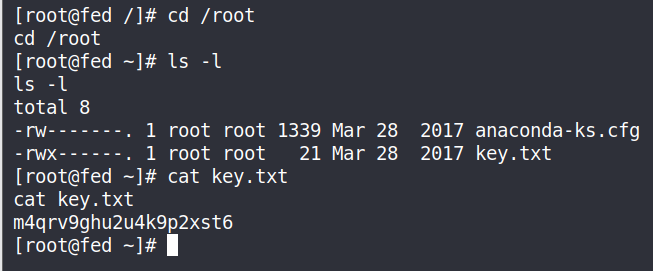 [root@fed /]# cd /root
cd /root
[root@fed ~]# ls -l
ls -l
total 8
-rw-------. 1 root root 1339 Mar 28  2017 anaconda-ks.cfg
-rwx------. 1 root root   21 Mar 28  2017 key.txt
[root@fed ~]# cat key.txt
cat key.txt
m4qrv9ghu2u4k9p2xst6
[root@fed ~]#